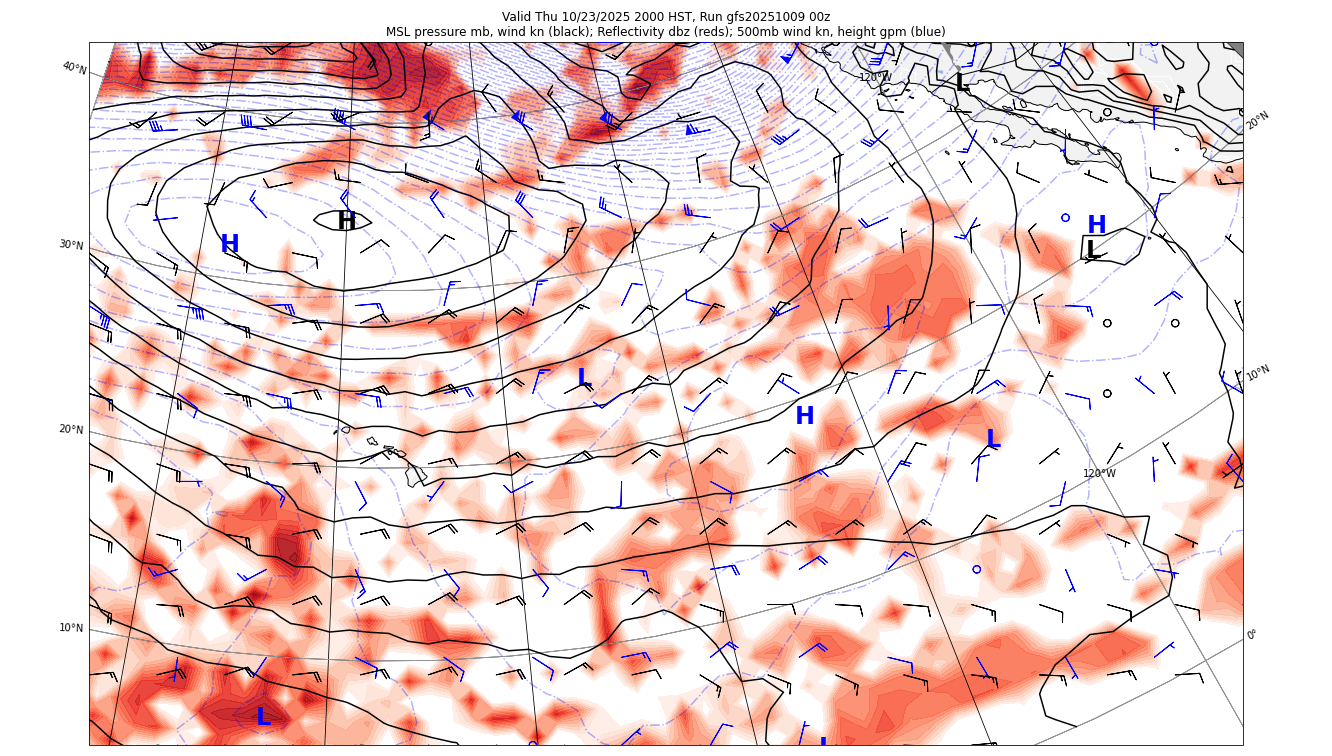 Valid Thu 10/23/2025 2000 HST, Run gfs20251009 00z
MSL pressure mb, wind kn (black); Reflectivity dbz (reds); 500mb wind kn, height gpm (blue)
40°N
120°W
L
20°N
H
H
H
L
30°N
L
10°N
H
20°N
L
120°W
10°N
0°
L
L